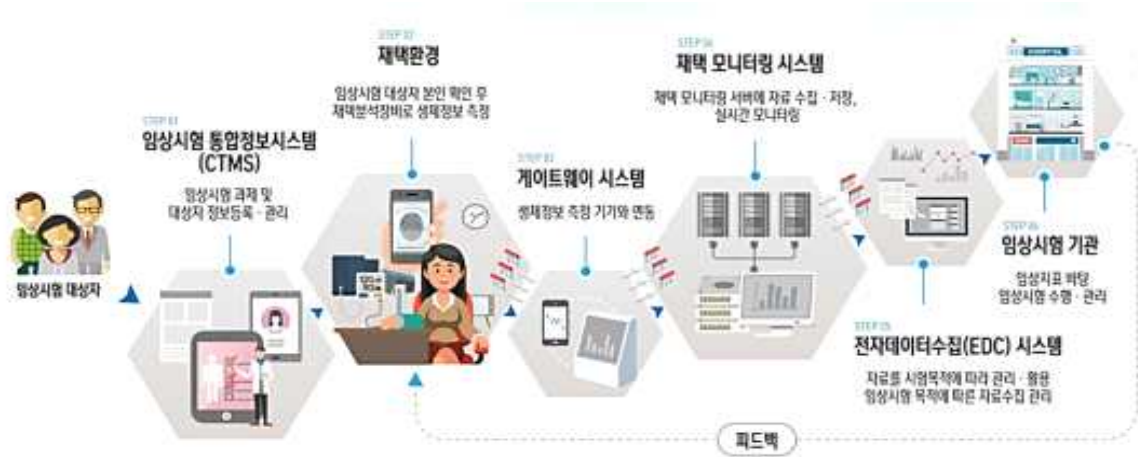 임상시험 대상자
STEP 01
임상시험 통합정보시스템
(CTMS)
임상시험 과제 및
대상자 정보등록 · 관리
STEP 02
재택환경
임상시험 대상자 본인 확인 후
재택분석장비로 생체정보 측정
STEP 03
게이트웨이 시스템
생체정보 측정 기기와 연동
STEP 04
재택 모니터링 시스템
재택 모니터링 서버에 자료 수집 · 저장,
실시간 모니터링
STEP 05
전자데이터수집(EDC) 시스템
자료를 시험목적에 따라 관리 · 활용
임상시험 목적에 따른 자료수집 관리
HOSPITAL
STEP 06
임상시험 기관
임상지표 바탕
임상시험 수행 · 관리
피드백